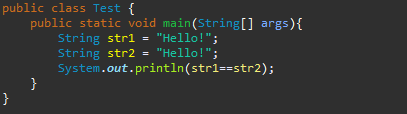 public class Test {
    public static void main(String[] args){
        String str1 = "Hello!";
        String str2 = "Hello!";
        System.out.println(str1==str2);
    }
}